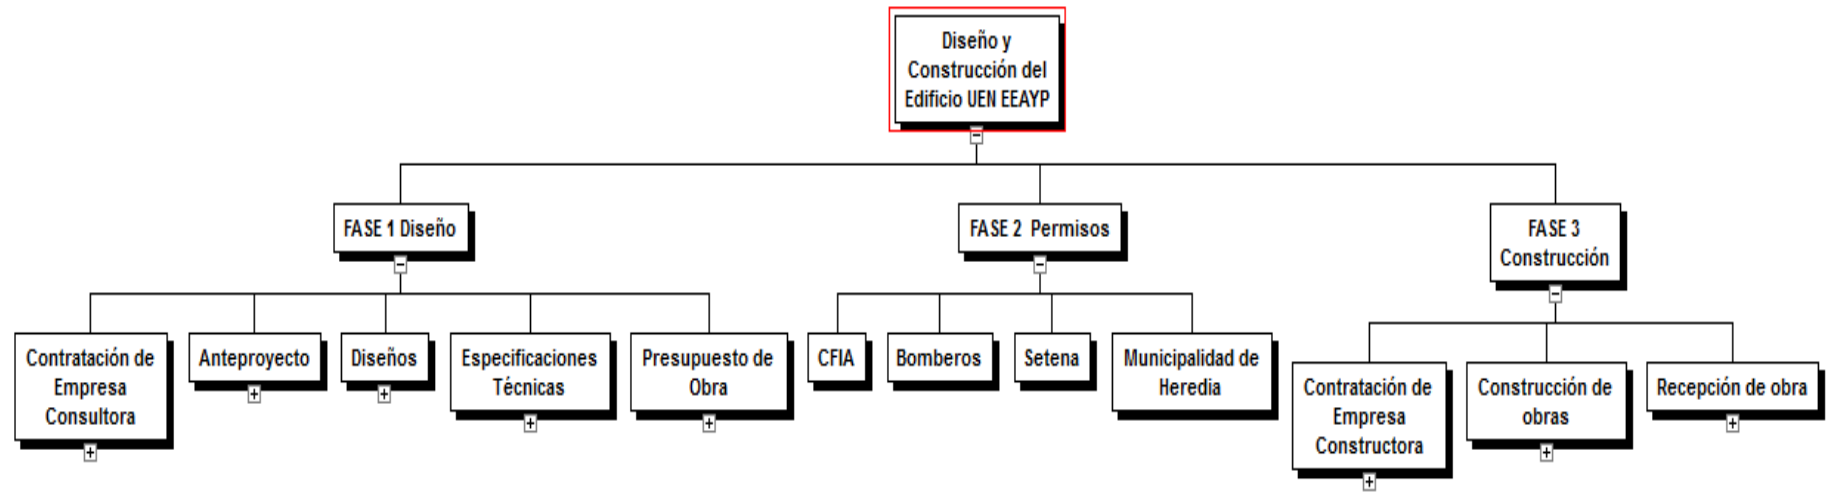 Diseño y
Construcción del
Edificio UEN EEAYP
FASE 1 Diseño
FASE 2 Permisos
FASE 3
Construcción
Contratación de
Empresa
Consultora
Anteproyecto
Diseños
Especificaciones
Técnicas
Presupuesto de
Obra
CFIA
Bomberos
Setena
Municipalidad de
Heredia
Contratación de
Empresa
Constructora
Construcción de
obras
Recepción de obra